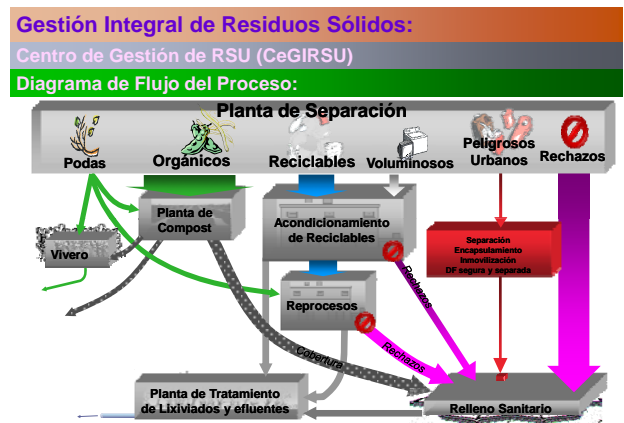 Gestión Integral de Residuos Sólidos:
Centro de Gestión de RSU (CeGIRSU)
Diagrama de Flujo del Proceso:
Planta de Separación
Podas
Orgánicos
Reciclables
Voluminosos
Peligrosos
Urbanos
Rechazos
Planta de
Compost
Acondicionamiento
de Reciclables
Separación
Encapsulamiento
Inmovilización
DF segura y separada
Vivero
Rechazos
Reprocesos
Rechazos
Cobertura
Planta de Tratamiento
de Lixiviados y efluentes
Relleno Sanitario